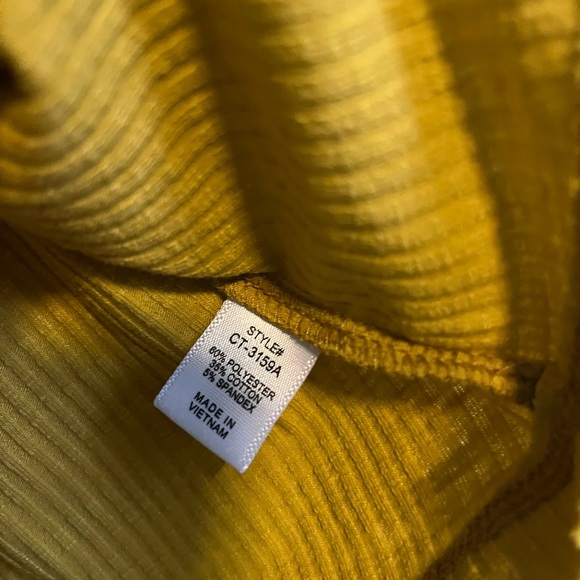 STYLE#
CT-3159A
60% POLYESTER
35% COTTON
5% SPANDEX
MADE IN
VIETNAM